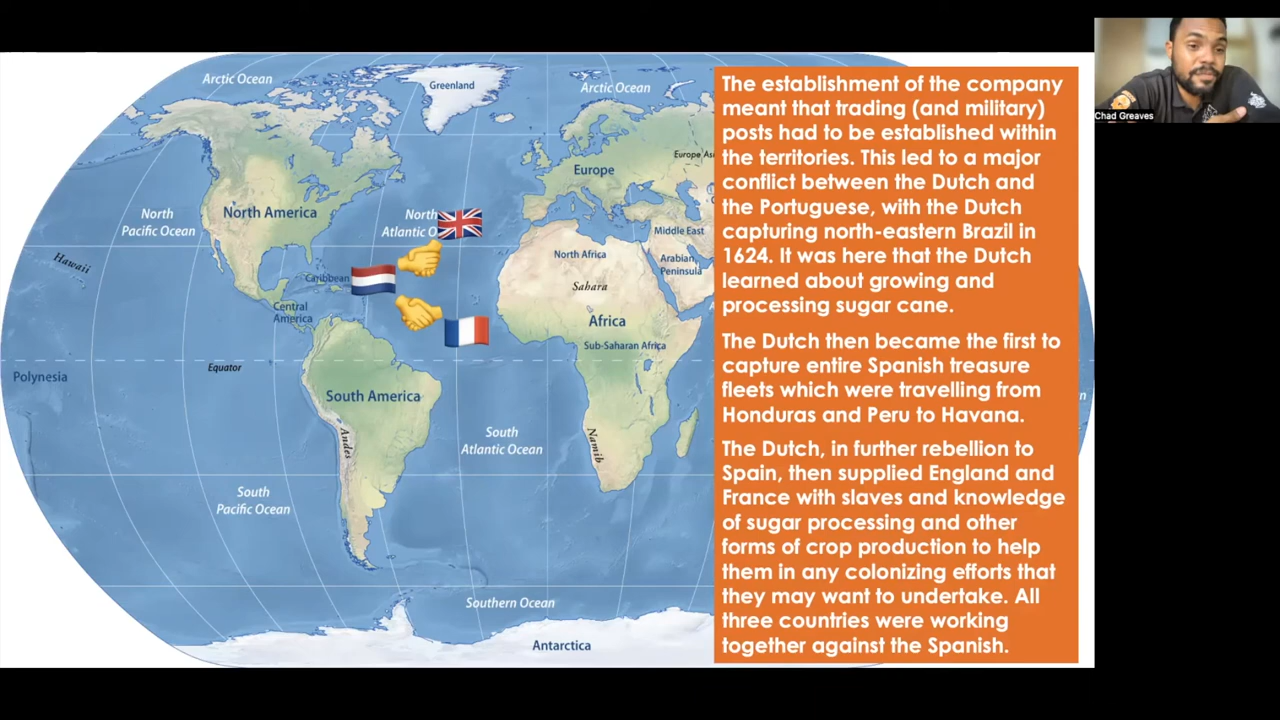 Arctic Ocean
Greenland
Arctic Ocean
Europe
Europe As
North America
North
Pacific Ocean
North
Atlantic O
Middle East
Hawaii
North Africa
Arabian
Peninsula
Caribbean
Sahara
Central
America
Africa
Sub-Saharan Africa
Equator
Polynesia
South America
Andes
South
Atlantic Ocean
Namib
South
Pacific Ocean
Southern Ocean
Antarctica
The establishment of the company
meant that trading (and military)
posts had to be established within
the territories. This led to a major
conflict between the Dutch and
the Portuguese, with the Dutch
capturing north-eastern Brazil in
1624. It was here that the Dutch
learned about growing and
processing sugar cane.
The Dutch then became the first to
capture entire Spanish treasure
fleets which were travelling from
Honduras and Peru to Havana.
The Dutch, in further rebellion to
Spain, then supplied England and
France with slaves and knowledge
of sugar processing and other
forms of crop production to help
them in any colonizing efforts that
they may want to undertake. All
three countries were working
together against the Spanish.
Chad Greaves